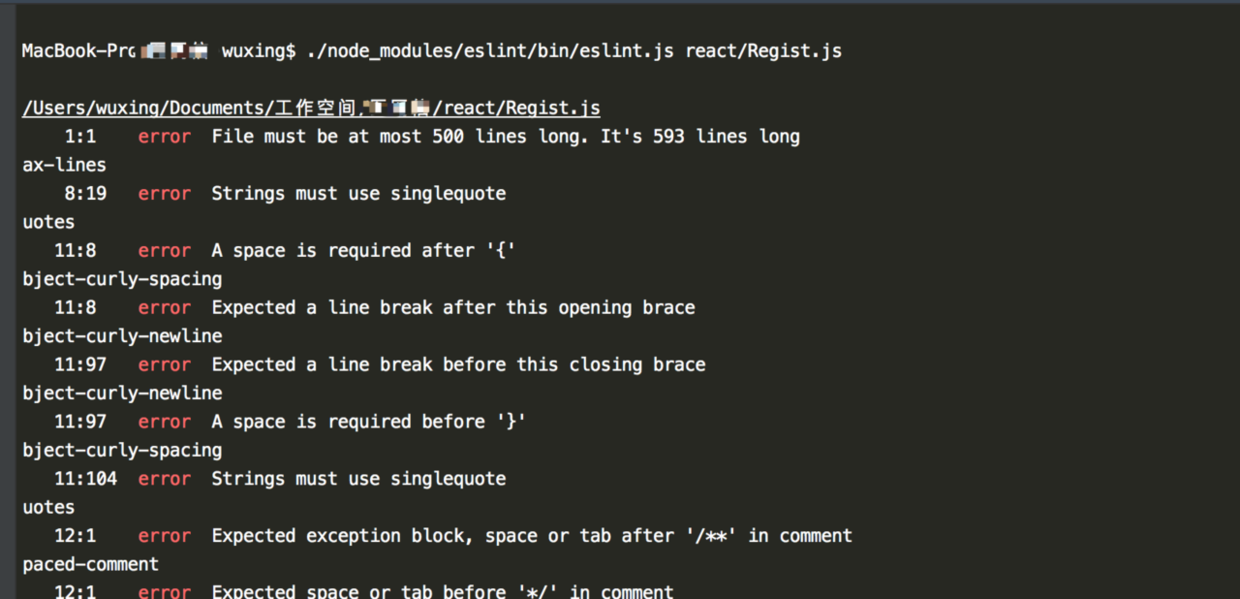 MacBook-Pro wuxing$ ./node_modules/eslint/bin/eslint.js react/Regist.js
/Users/wuxing/Documents/工作空间/react/Regist.js
1:1 error File must be at most 500 lines long. It's 593 lines long
ax-lines
8:19 error Strings must use singlequote
uotes
11:8 error A space is required after '{'
bject-curly-spacing
11:8 error Expected a line break after this opening brace
bject-curly-newline
11:97 error Expected a line break before this closing brace
bject-curly-newline
11:97 error A space is required before '}'
bject-curly-spacing
11:104 error Strings must use singlequote
uotes
12:1 error Expected exception block, space or tab after '/**' in comment
paced-comment
12:1 error Expected space or tab before '*/' in comment